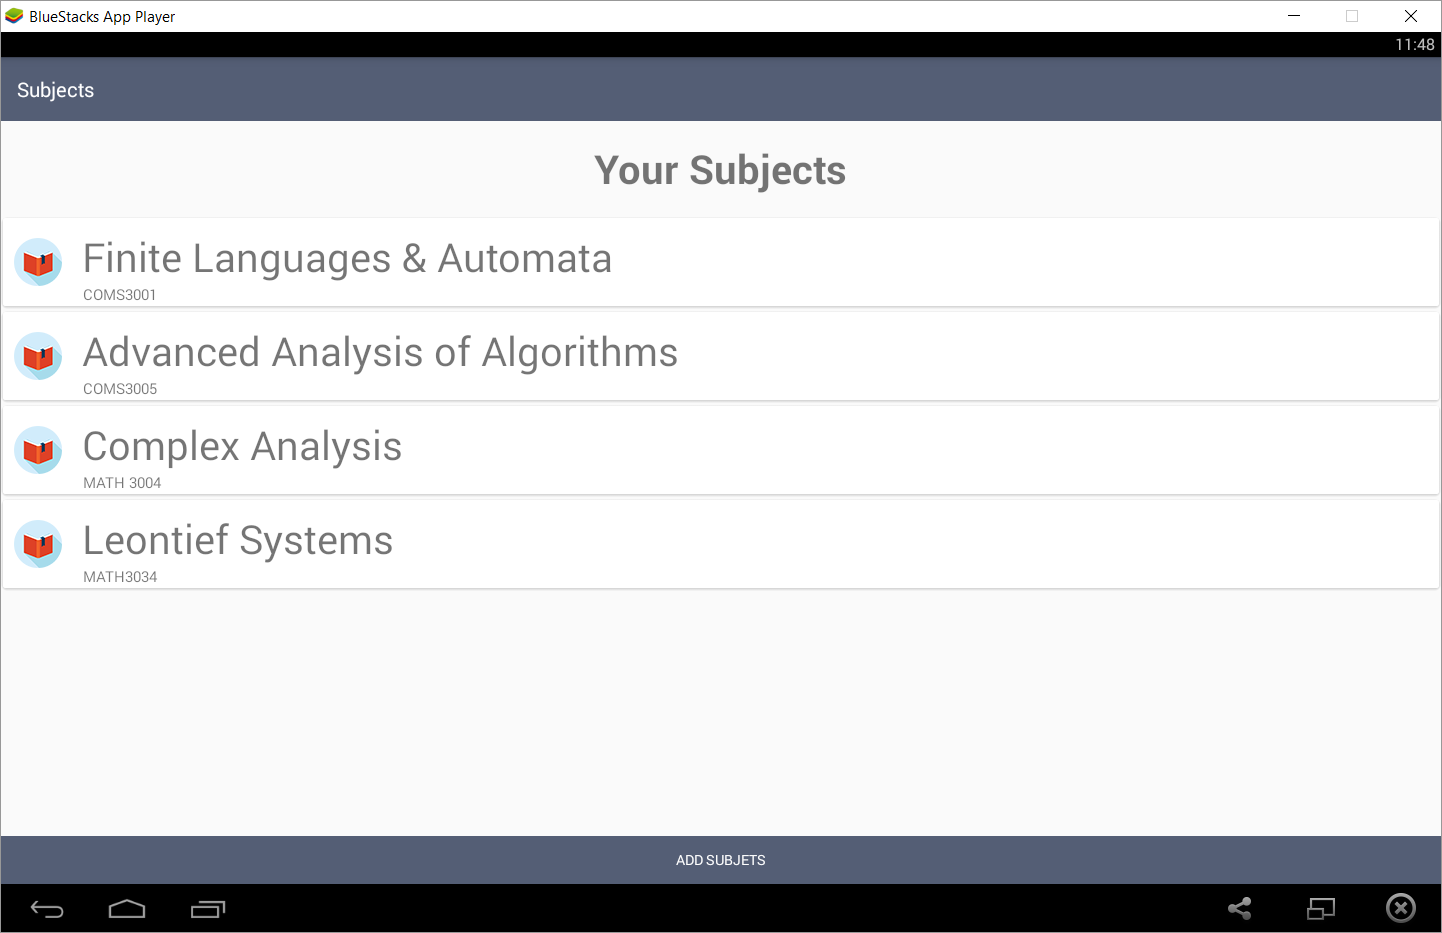 BlueStacks App Player
11:48
Subjects
Your Subjects
Finite Languages & Automata
COMS3001
Advanced Analysis of Algorithms
COMS3005
Complex Analysis
MATH 3004
Leontief Systems
MATH3034
ADD SUBJETS